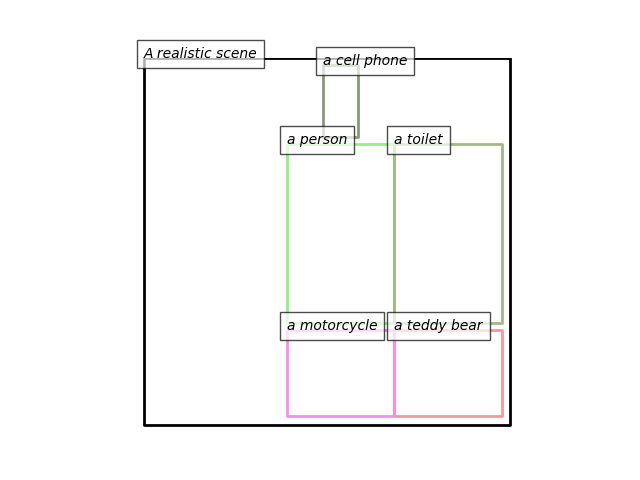 A realistic scene
a cell phone
a person
a toilet
a motorcycle
a teddy bear